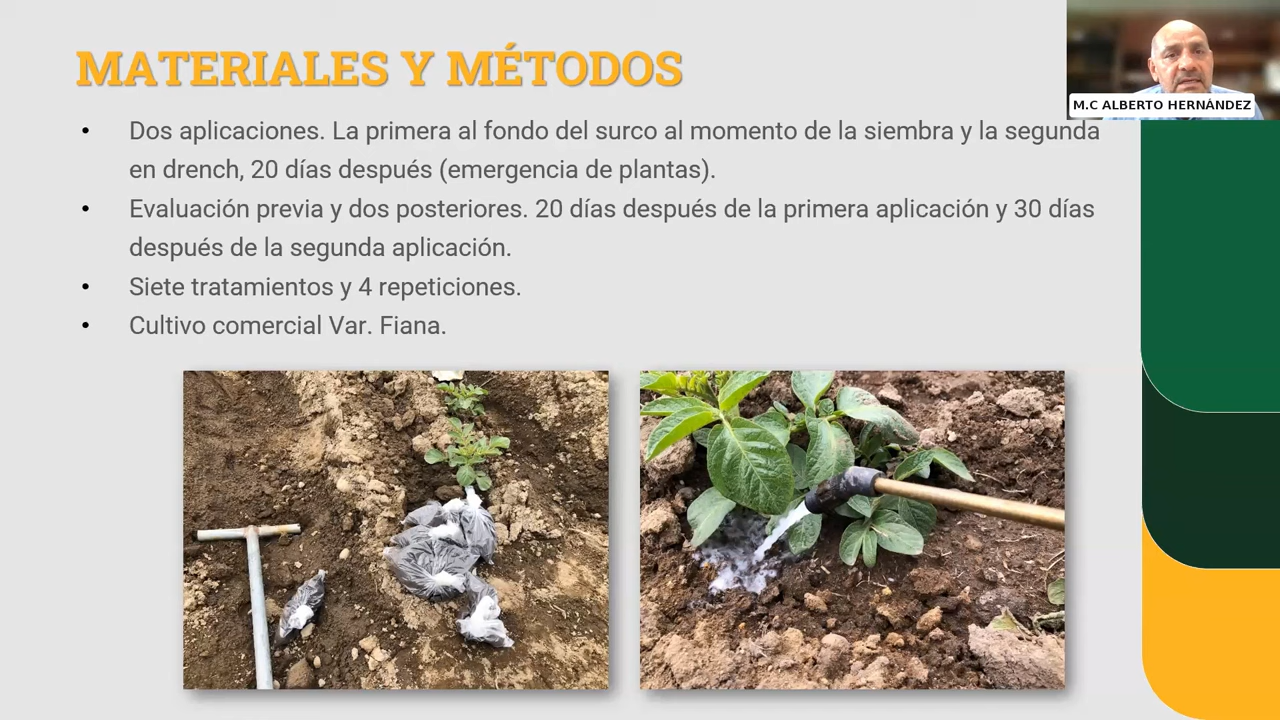 MATERIALES Y MÉTODOS
M.C ALBERTO HERNÁNDEZ
• Dos aplicaciones. La primera al fondo del surco al momento de la siembra y la segunda
en drench, 20 días después (emergencia de plantas).
• Evaluación previa y dos posteriores. 20 días después de la primera aplicación y 30 días
después de la segunda aplicación.
• Siete tratamientos y 4 repeticiones.
• Cultivo comercial Var. Fiana.